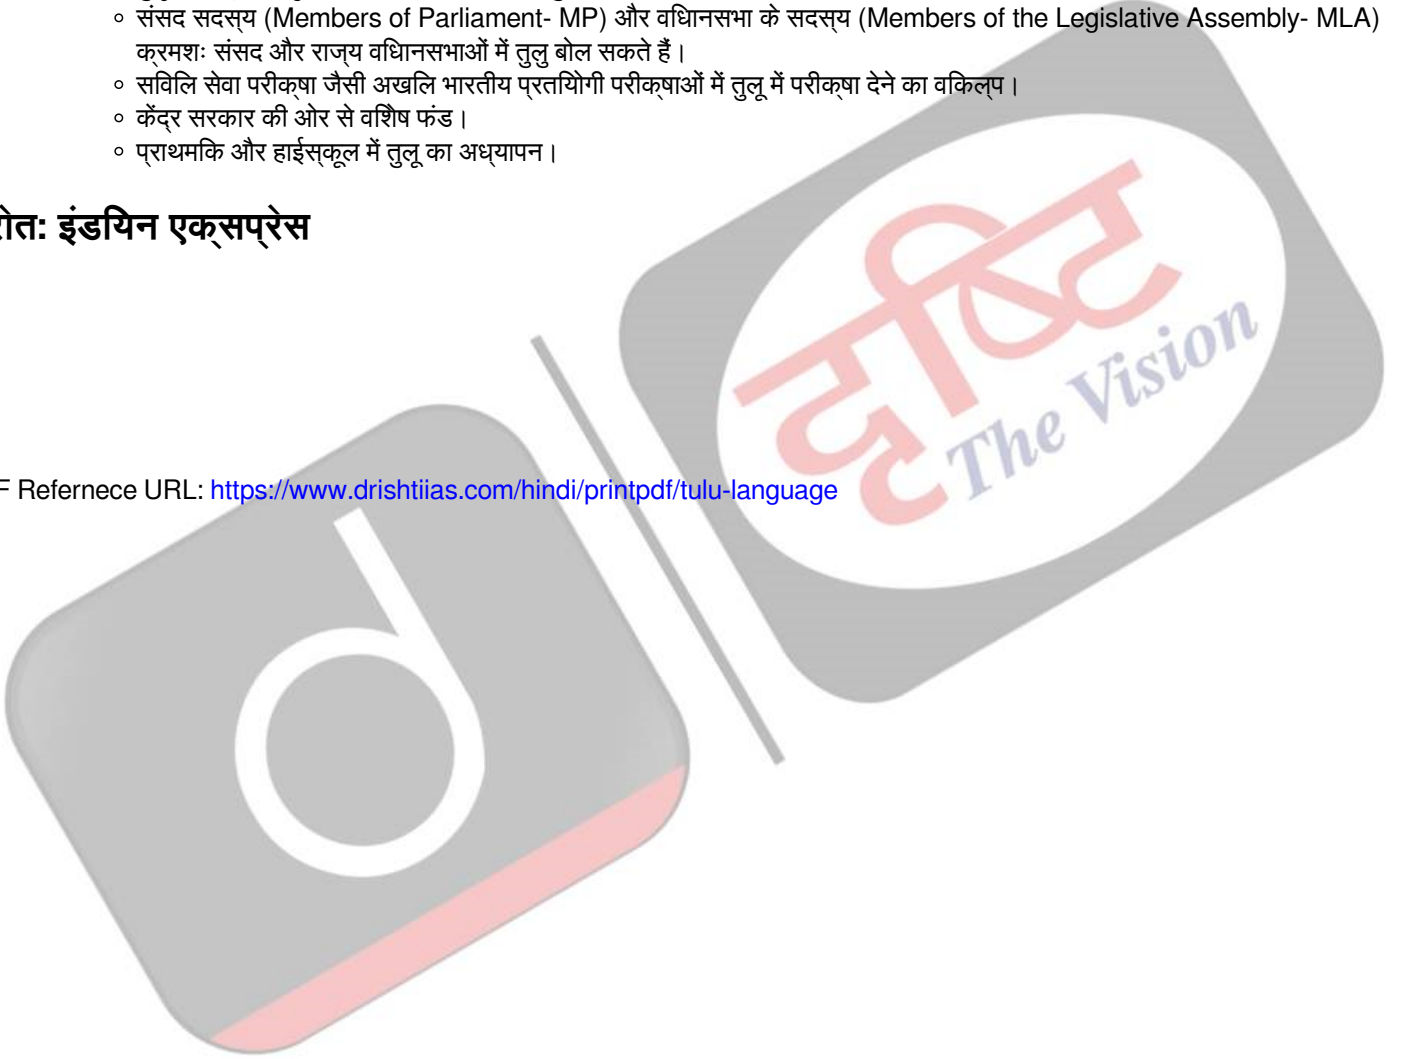 ○ संसद सदस्य (Members of Parliament- MP) और विधानसभा के सदस्य (Members of the Legislative Assembly- MLA)
क्रमशः संसद और राज्य विधानसभाओं में तुलु बोल सकते हैं।
○ सिविल सेवा परीक्षा जैसी अखिल भारतीय प्रतियोगी परीक्षाओं में तुलू में परीक्षा देने का विकल्प।
○ केंद्र सरकार की ओर से विशेष फंड।
○ प्राथमिक और हाईस्कूल में तुलू का अध्यापन।
रोत: इंडियन एक्सप्रेस
दृष्टि
The Vision
F Refernece URL: https://www.drishtiias.com/hindi/printpdf/tulu-language
d